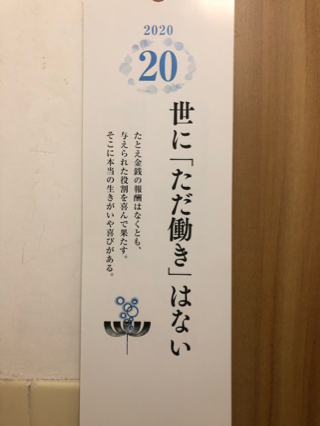 2020
20
世に「ただ働き」はない
たとえ金銭の報酬はなくとも、
与えられた役割を喜んで果たす。
そこに本当の生きがいや喜びがある。